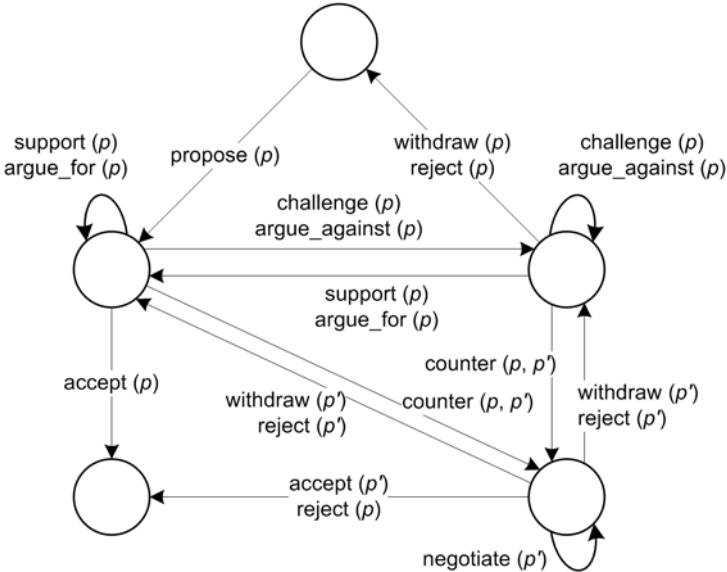 support (p)
argue_for (p)
propose (p)
withdraw (p)
reject (p)
challenge (p)
argue_against (p)
challenge (p)
argue_against (p)
support (p)
argue_for (p)
accept (p)
withdraw (p')
reject (p')
counter (p, p')
counter (p, p')
withdraw (p')
reject (p')
accept (p')
reject (p)
negotiate (p')